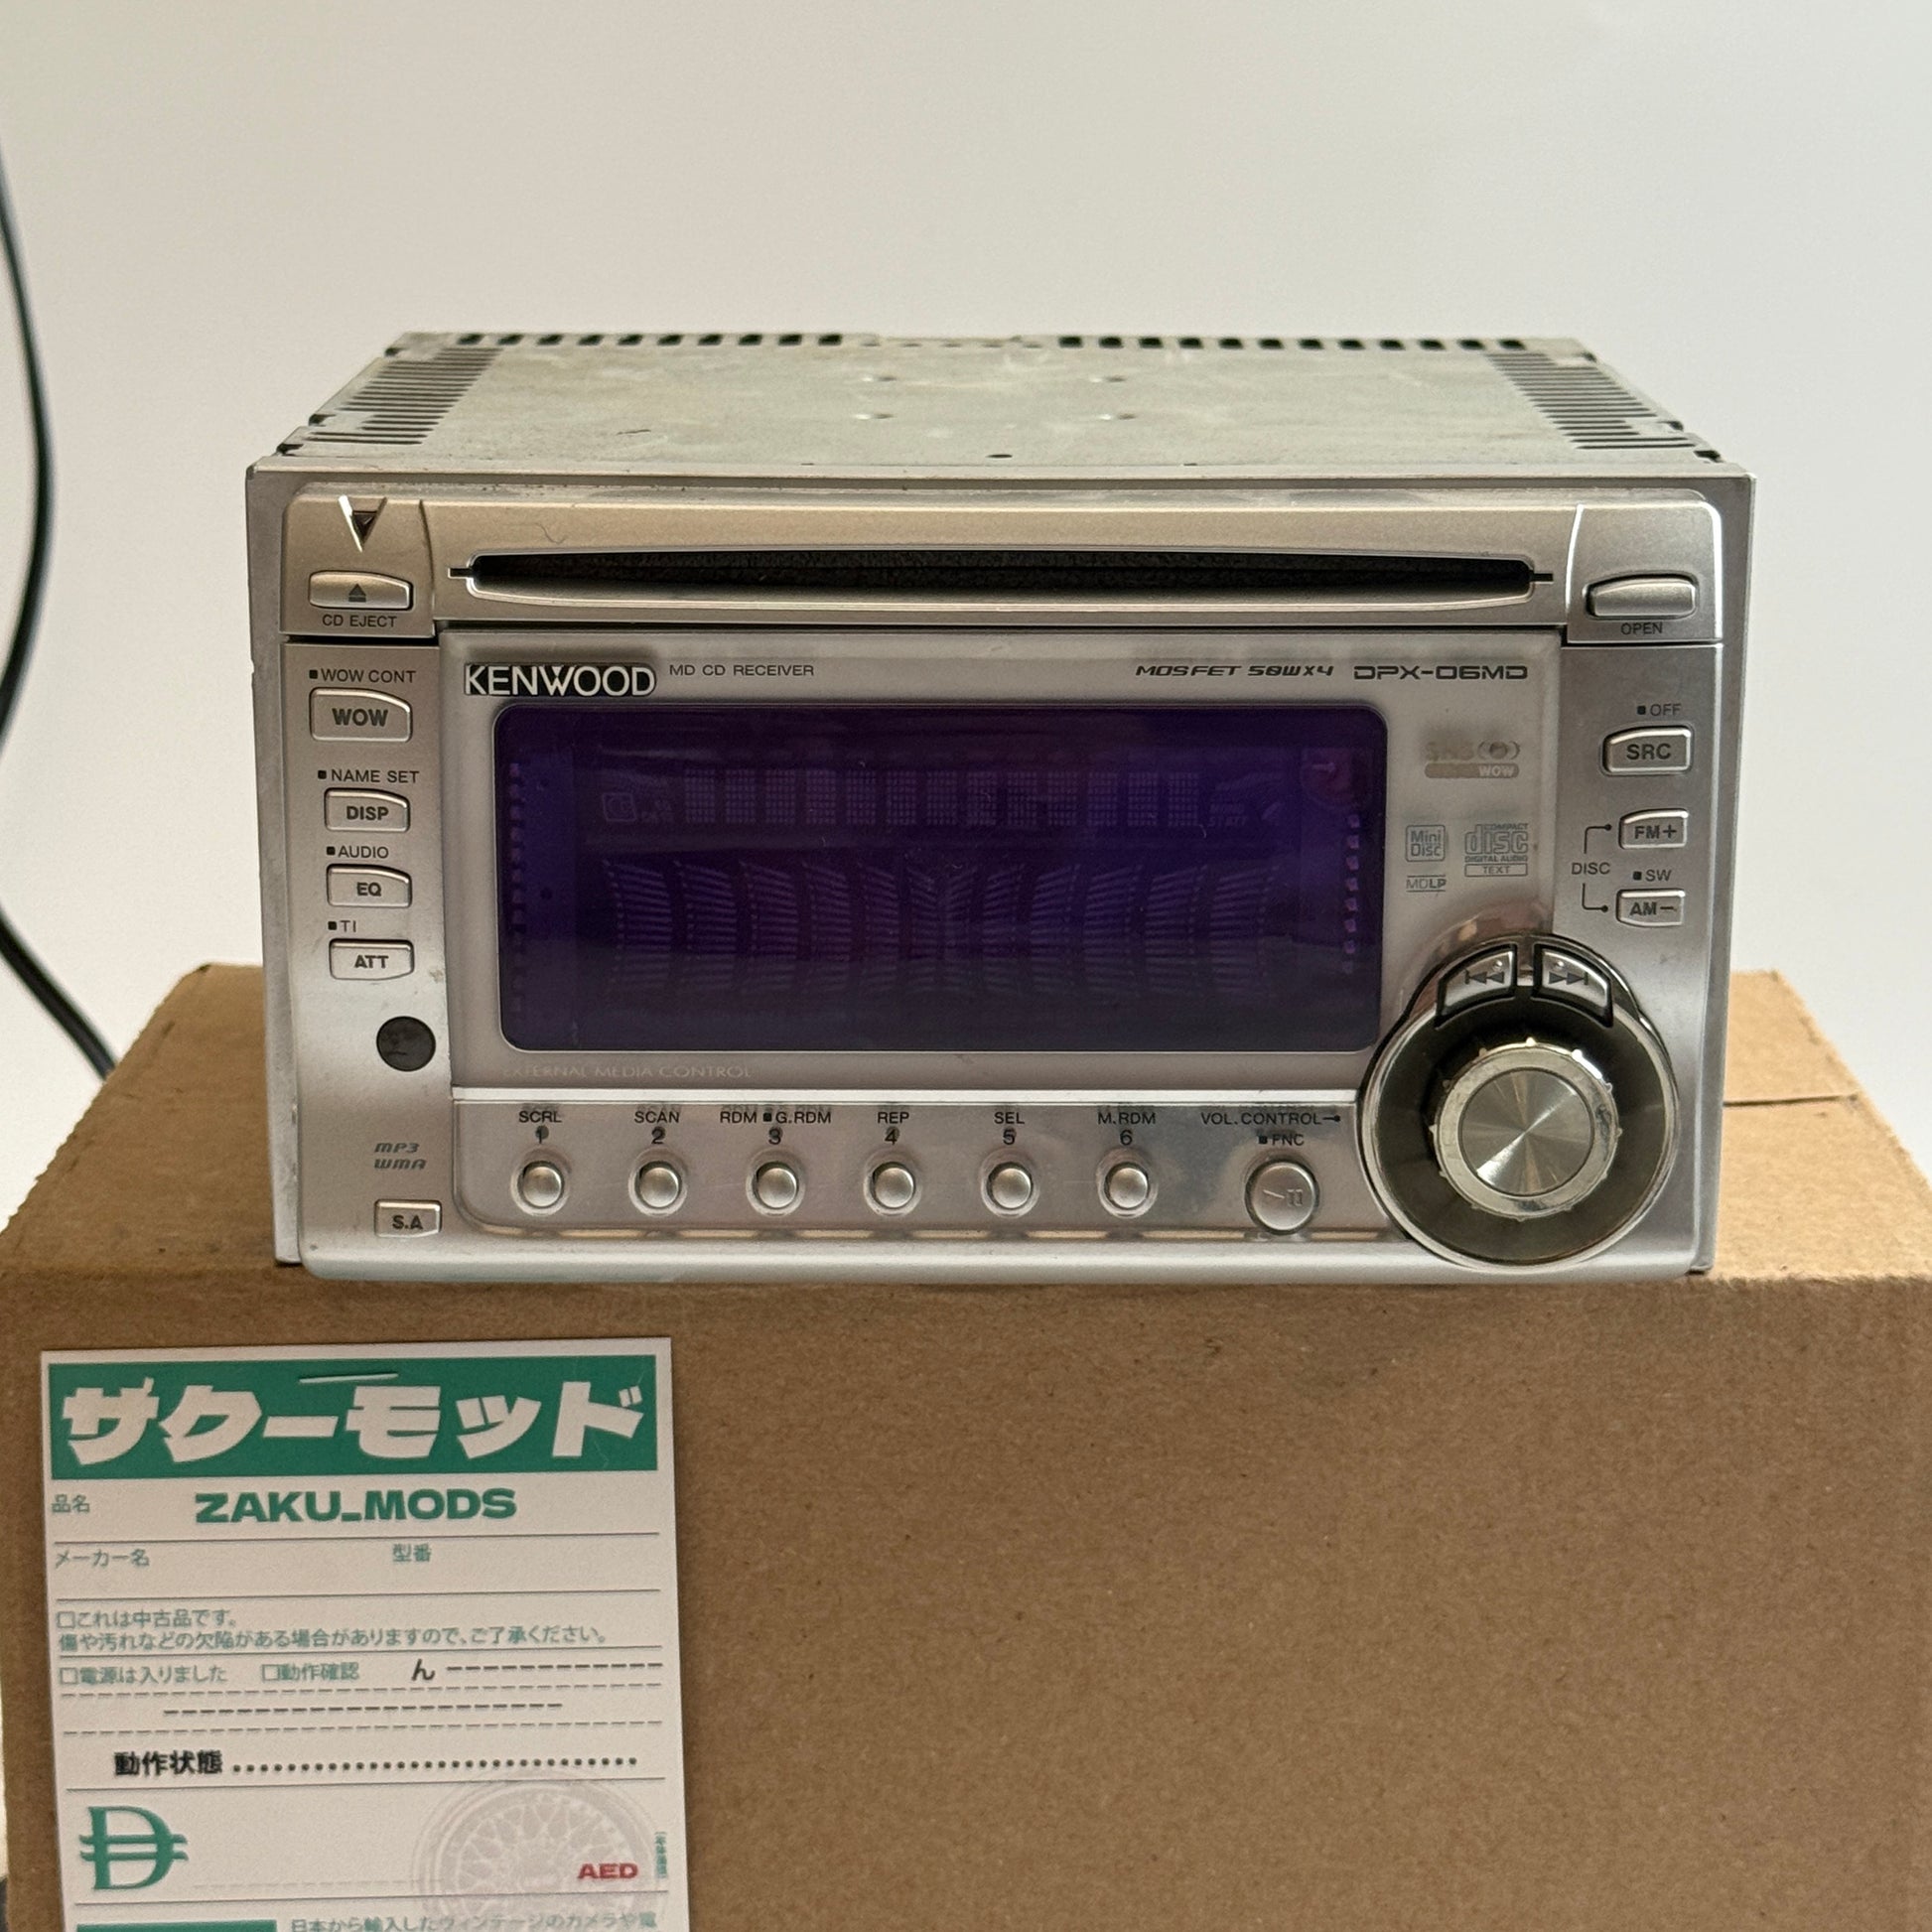 CD EJECT
OPEN
KENWOOD
MD CD RECEIVER
MOSFET 50W×4 DPX-06MD
WOW CONT
WOW
NAME SET
DISP
AUDIO
EQ
TI
ATT
OFF
SRC
WOW
FM+
DISC
SW
AM−
Mini Disc
MDLP
COMPACT disc DIGITAL AUDIO TEXT
EXTERNAL MEDIA CONTROL
SCRL SCAN RDM G.RDM REP SEL M.RDM VOL.CONTROL
1 2 3 4 5 6 FNC
MP3
WMA
S.A
ザクーモッド
品名 ZAKU_MODS
メーカー名 型番
□これは中古品です。
傷や汚れなどの欠陥がある場合がありますので、ご了承ください。
□電源は入りました □動作確認 ん
動作状態
AED
日本から輸入したヴィンテージのカメラや電